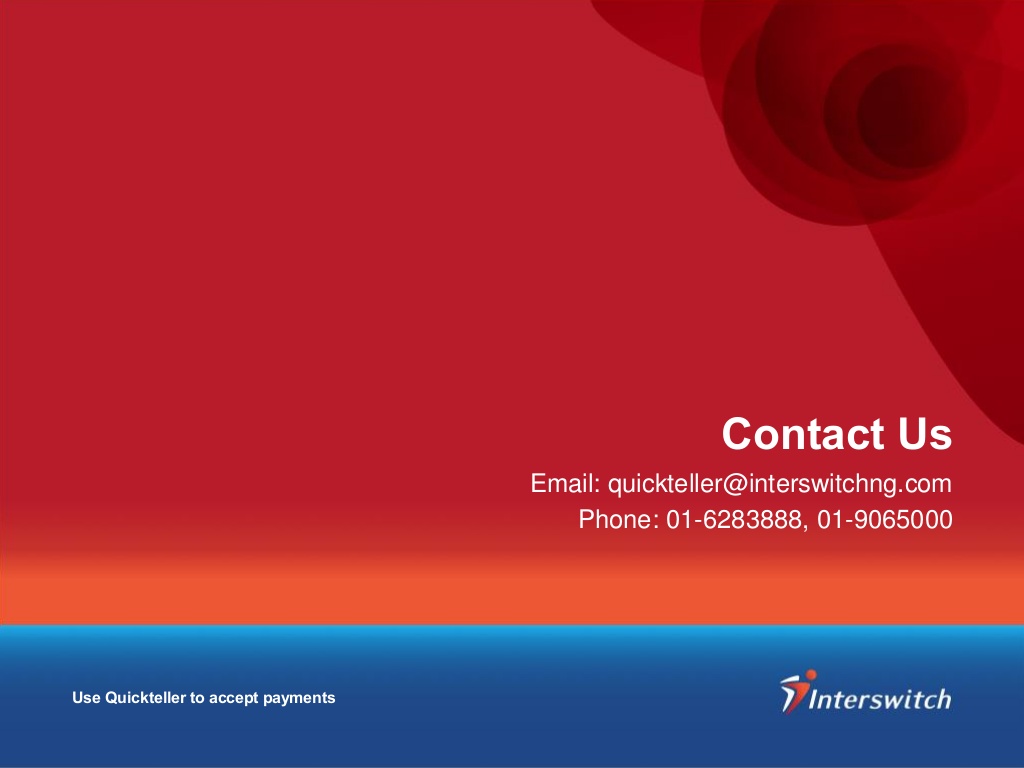 Contact Us
Email: quickteller@interswitchng.com
Phone: 01-6283888, 01-9065000
Use Quickteller to accept payments
Interswitch